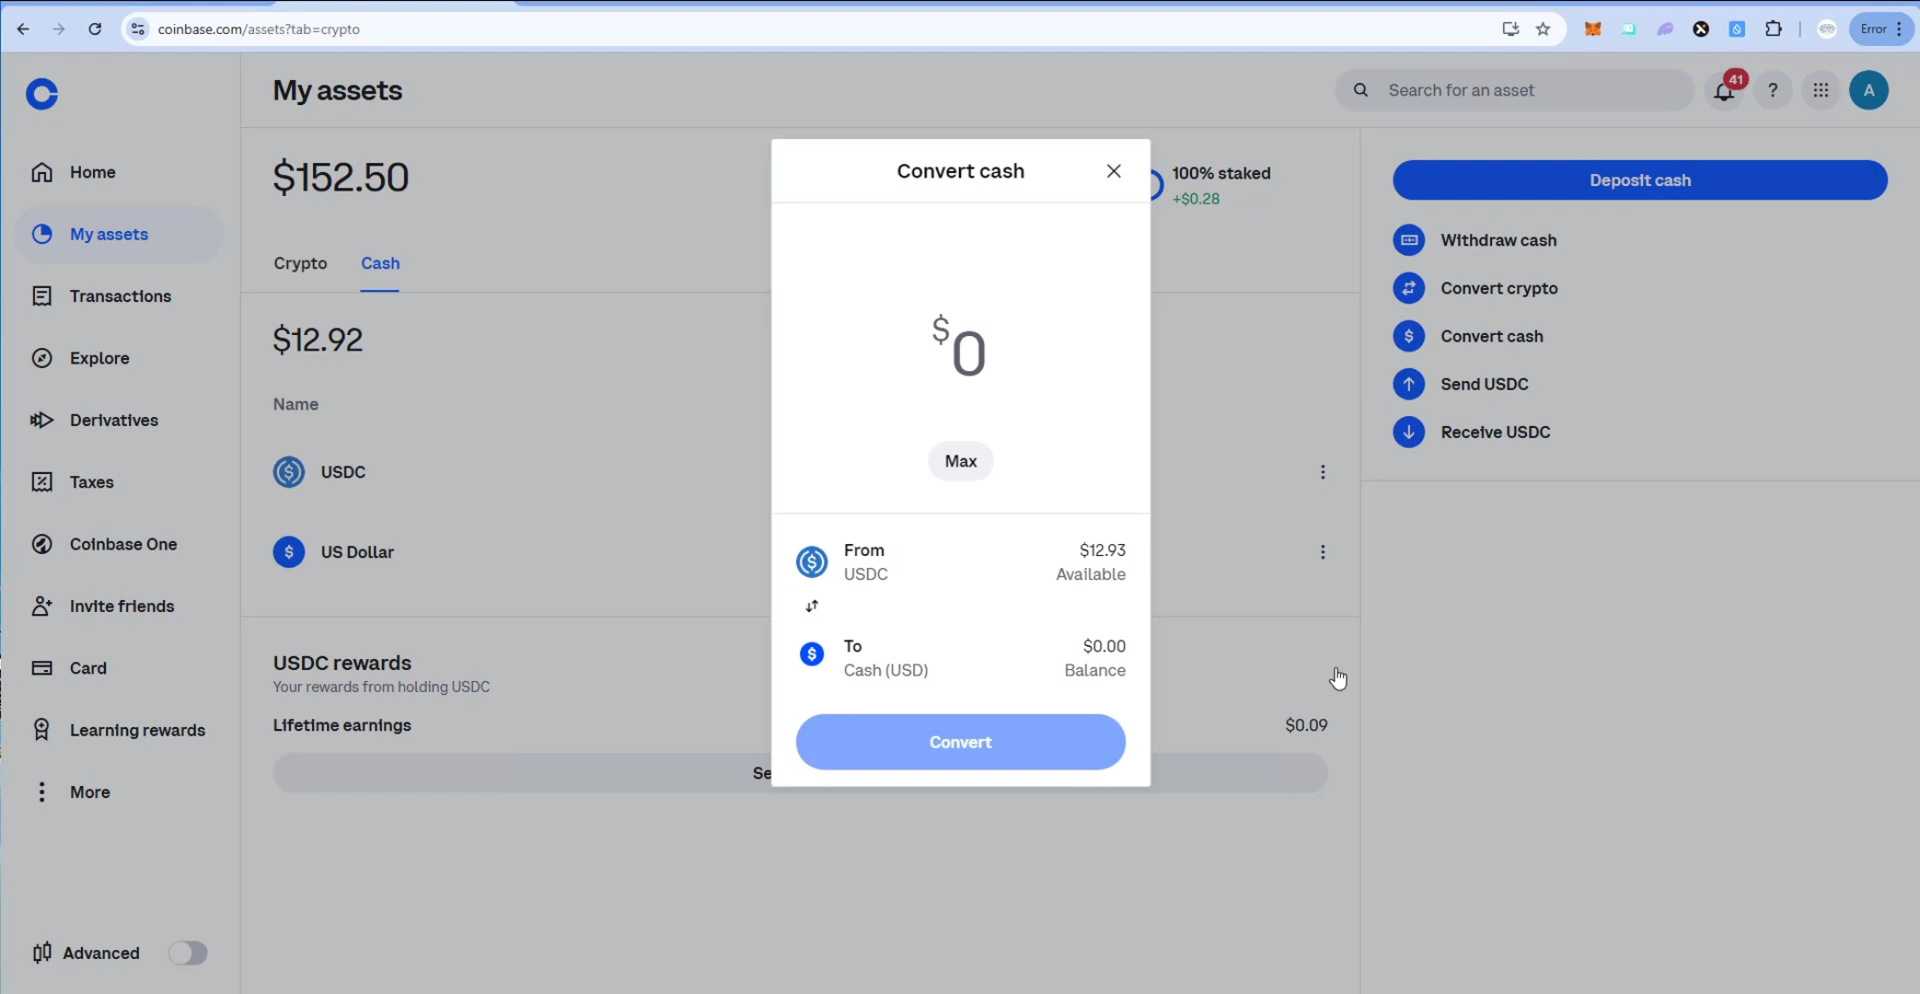 coinbase.com/assets?tab=crypto
Error
My assets
Search for an asset
41
?
A
Home
My assets
Transactions
Explore
Derivatives
Taxes
Coinbase One
Invite friends
Card
Learning rewards
More
Advanced
$152.50
100% staked
+$0.28
Crypto
Cash
$12.92
Name
USDC
US Dollar
USDC rewards
Your rewards from holding USDC
Lifetime earnings
$0.09
Se
Convert cash
$0
Max
From
$12.93
USDC
Available
To
$0.00
Cash (USD)
Balance
Convert
Deposit cash
Withdraw cash
Convert crypto
Convert cash
Send USDC
Receive USDC